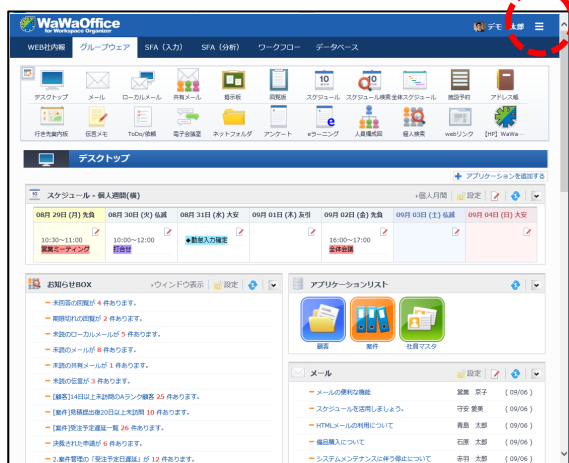 WaWaOffice
for Workspace Organizer
デモ 太郎
WEB社内報 グループウェア SFA（入力） SFA（分析） ワークフロー データベース
デスクトップ メール ローカルメール 共有メール 掲示板 回覧板 スケジュール スケジュール検索 全体スケジュール 施設予約 アドレス帳
行き先案内板 伝言メモ ToDo/依頼 電子会議室 ネットフォルダ アンケート eラーニング 人員構成図 個人検索 webリンク 【HP】WaWa…
デスクトップ
アプリケーションを追加する
スケジュール - 個人週間(横) 個人月間 設定
08月 29日 (月) 先負 08月 30日 (火) 仏滅 08月 31日 (水) 大安 09月 01日 (木) 友引 09月 02日 (金) 先負 09月 03日 (土) 仏滅 09月 04日 (日) 大安
10:30～11:00 10:00～12:00 ◆勤怠入力確定 16:00～17:00
営業ミーティング 打合せ 全体会議
お知らせBOX ウィンドウ表示 設定
未回答の回覧が 4 件あります。
期限切れの回覧が 2 件あります。
未読のローカルメールが 5 件あります。
未読のメールが 8 件あります。
未読の共有メールが 1 件あります。
未読の伝言が 3 件あります。
[顧客]14日以上未訪問のAランク顧客 25 件あります。
[案件]見積提出後20日以上未訪問 10 件あります。
[案件]受注予定遅延一覧 26 件あります。
決裁された申請が 6 件あります。
2.案件管理の「受注予定日遅延」が 12 件あります。
アプリケーションリスト
顧客 案件 社員マスタ
メール 設定
メールの便利な機能 営業 京子 ( 09/06 )
スケジュールを活用しましょう。 守安 愛美 ( 09/06 )
HTMLメールの利用について 青島 太郎 ( 09/06 )
備品購入について 石原 太郎 ( 09/06 )
システムメンテナンスに伴う停止について 赤羽 太郎 ( 09/06 )